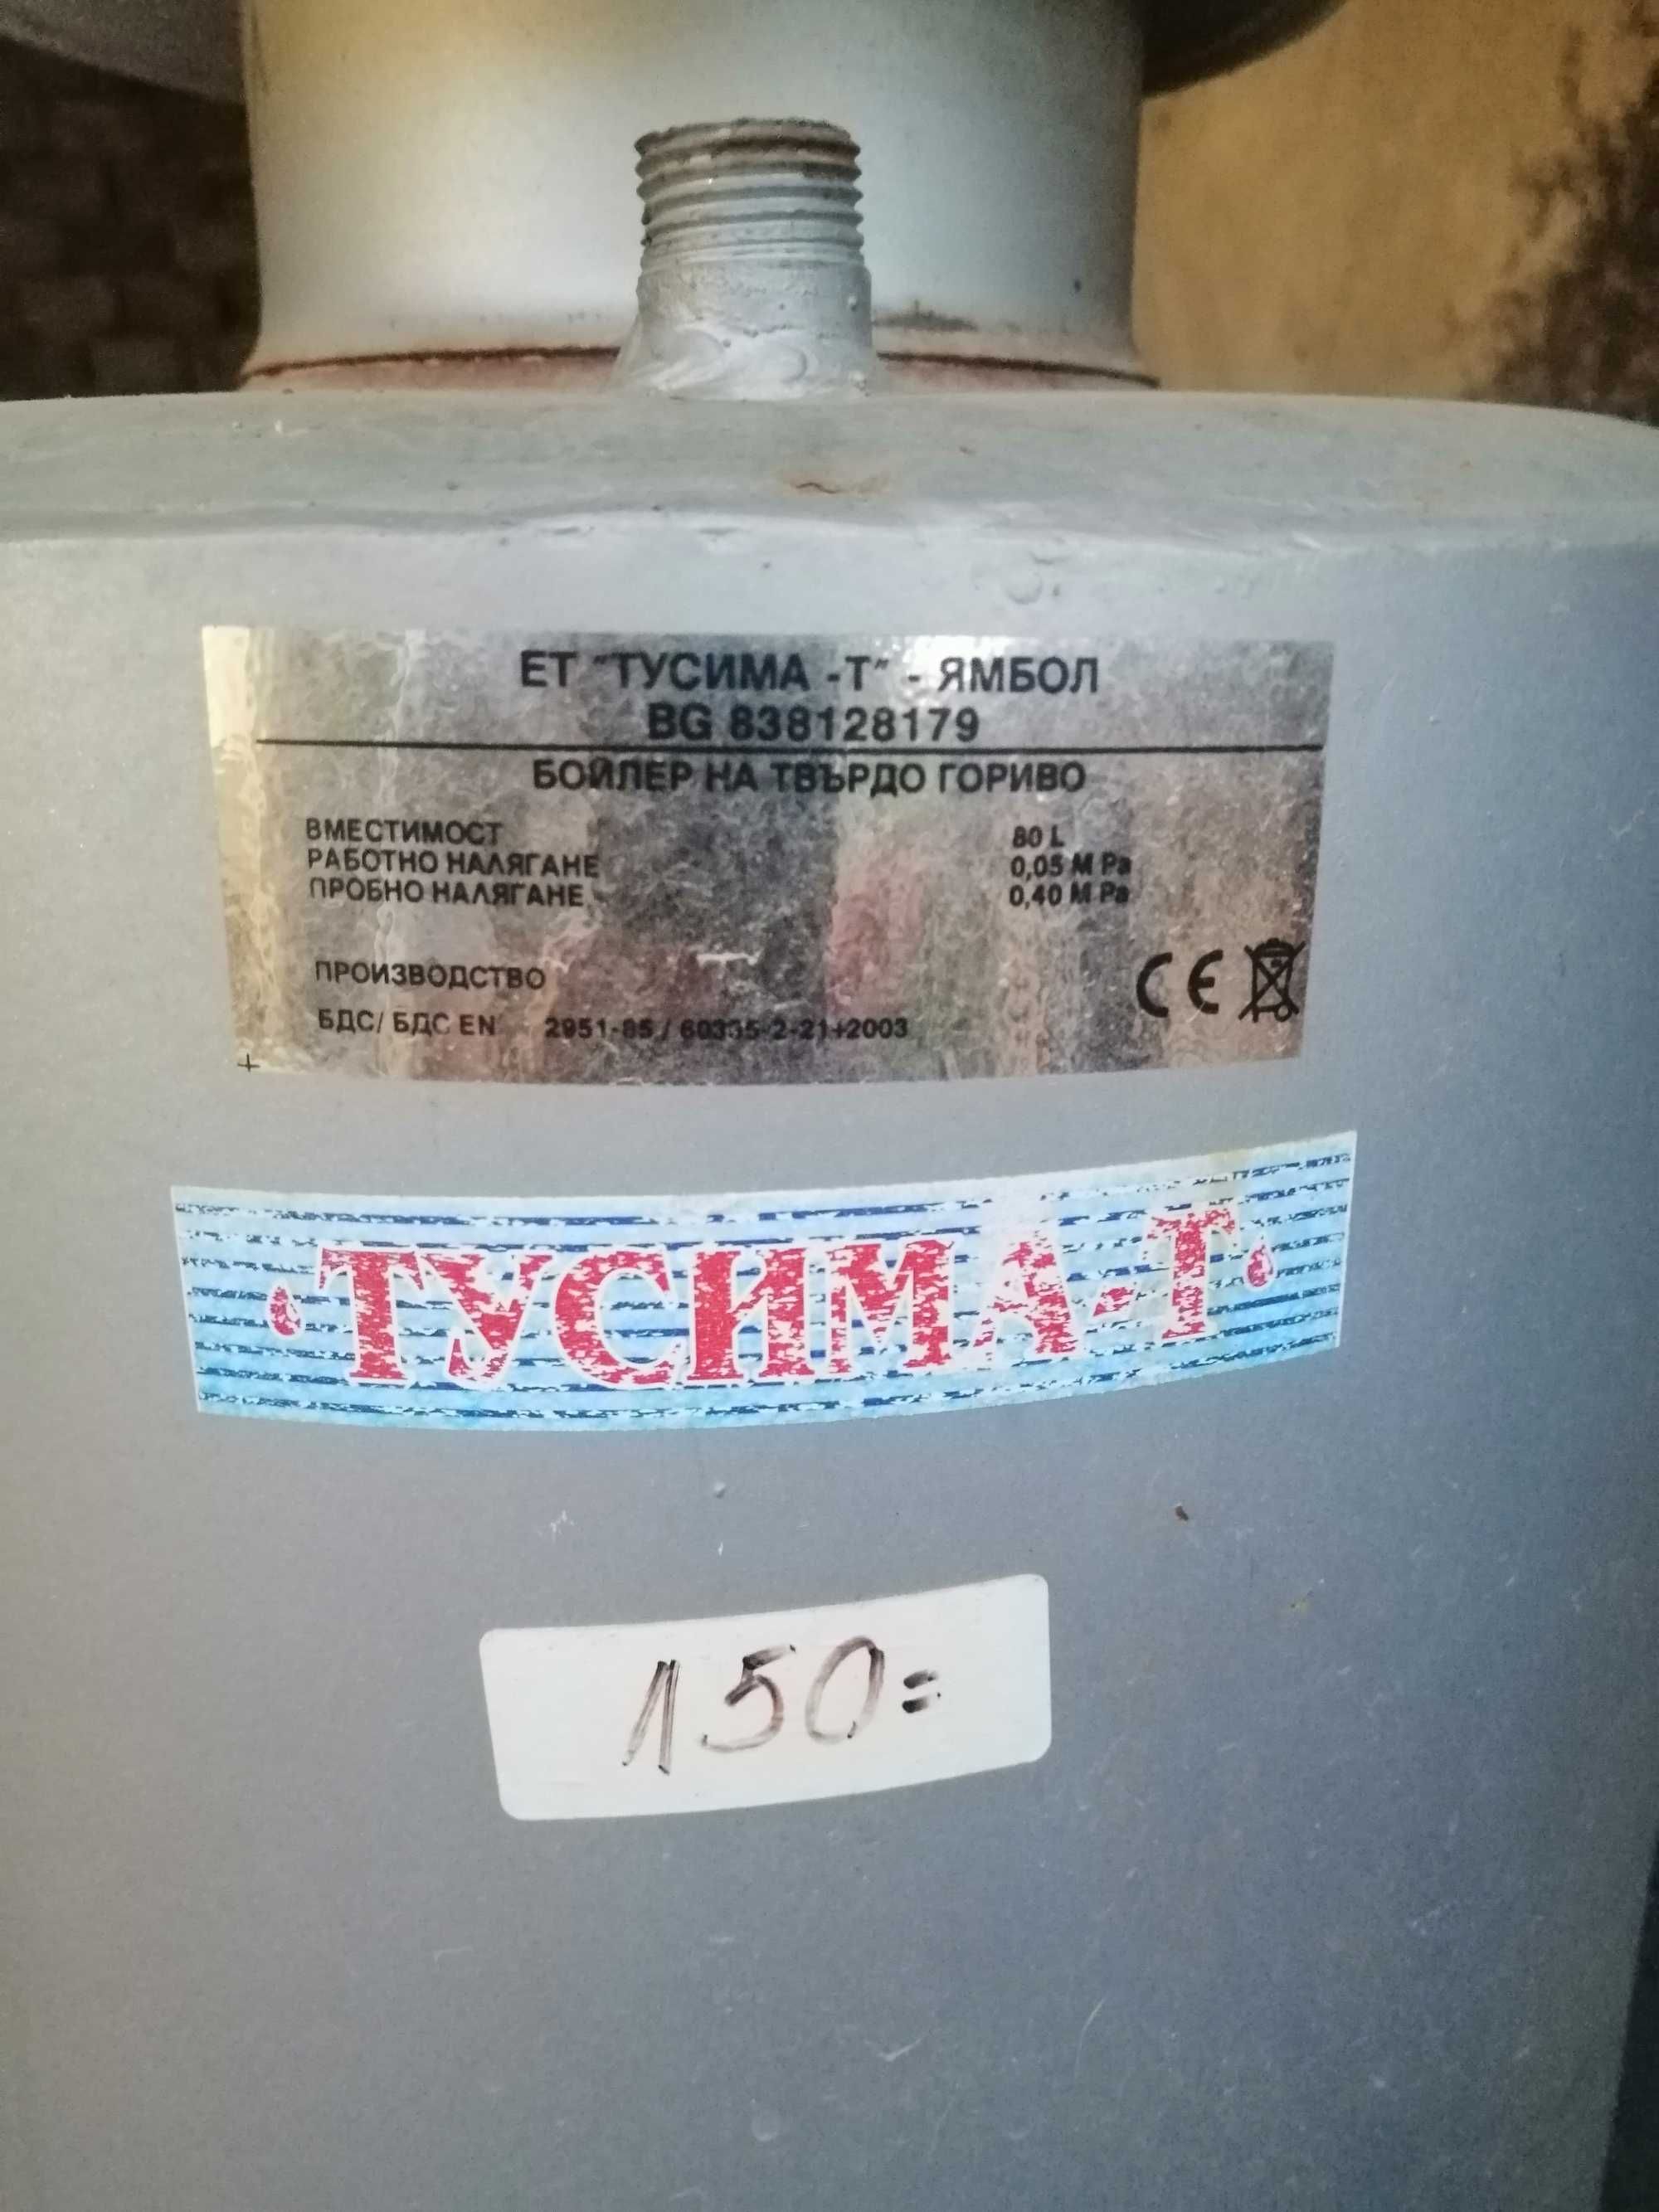 ЕТ "ТУСИМА -Т" - ЯМБОЛ
BG 838128179
БОЙЛЕР НА ТВЪРДО ГОРИВО
ВМЕСТИМОСТ 80 L
РАБОТНО НАЛЯГАНЕ 0,05 M Pa
ПРОБНО НАЛЯГАНЕ 0,40 M Pa
ПРОИЗВОДСТВО
CE
БДС/ БДС EN 2951-85 / 60335-2-21+2003
ТУСИМА-Т
150=